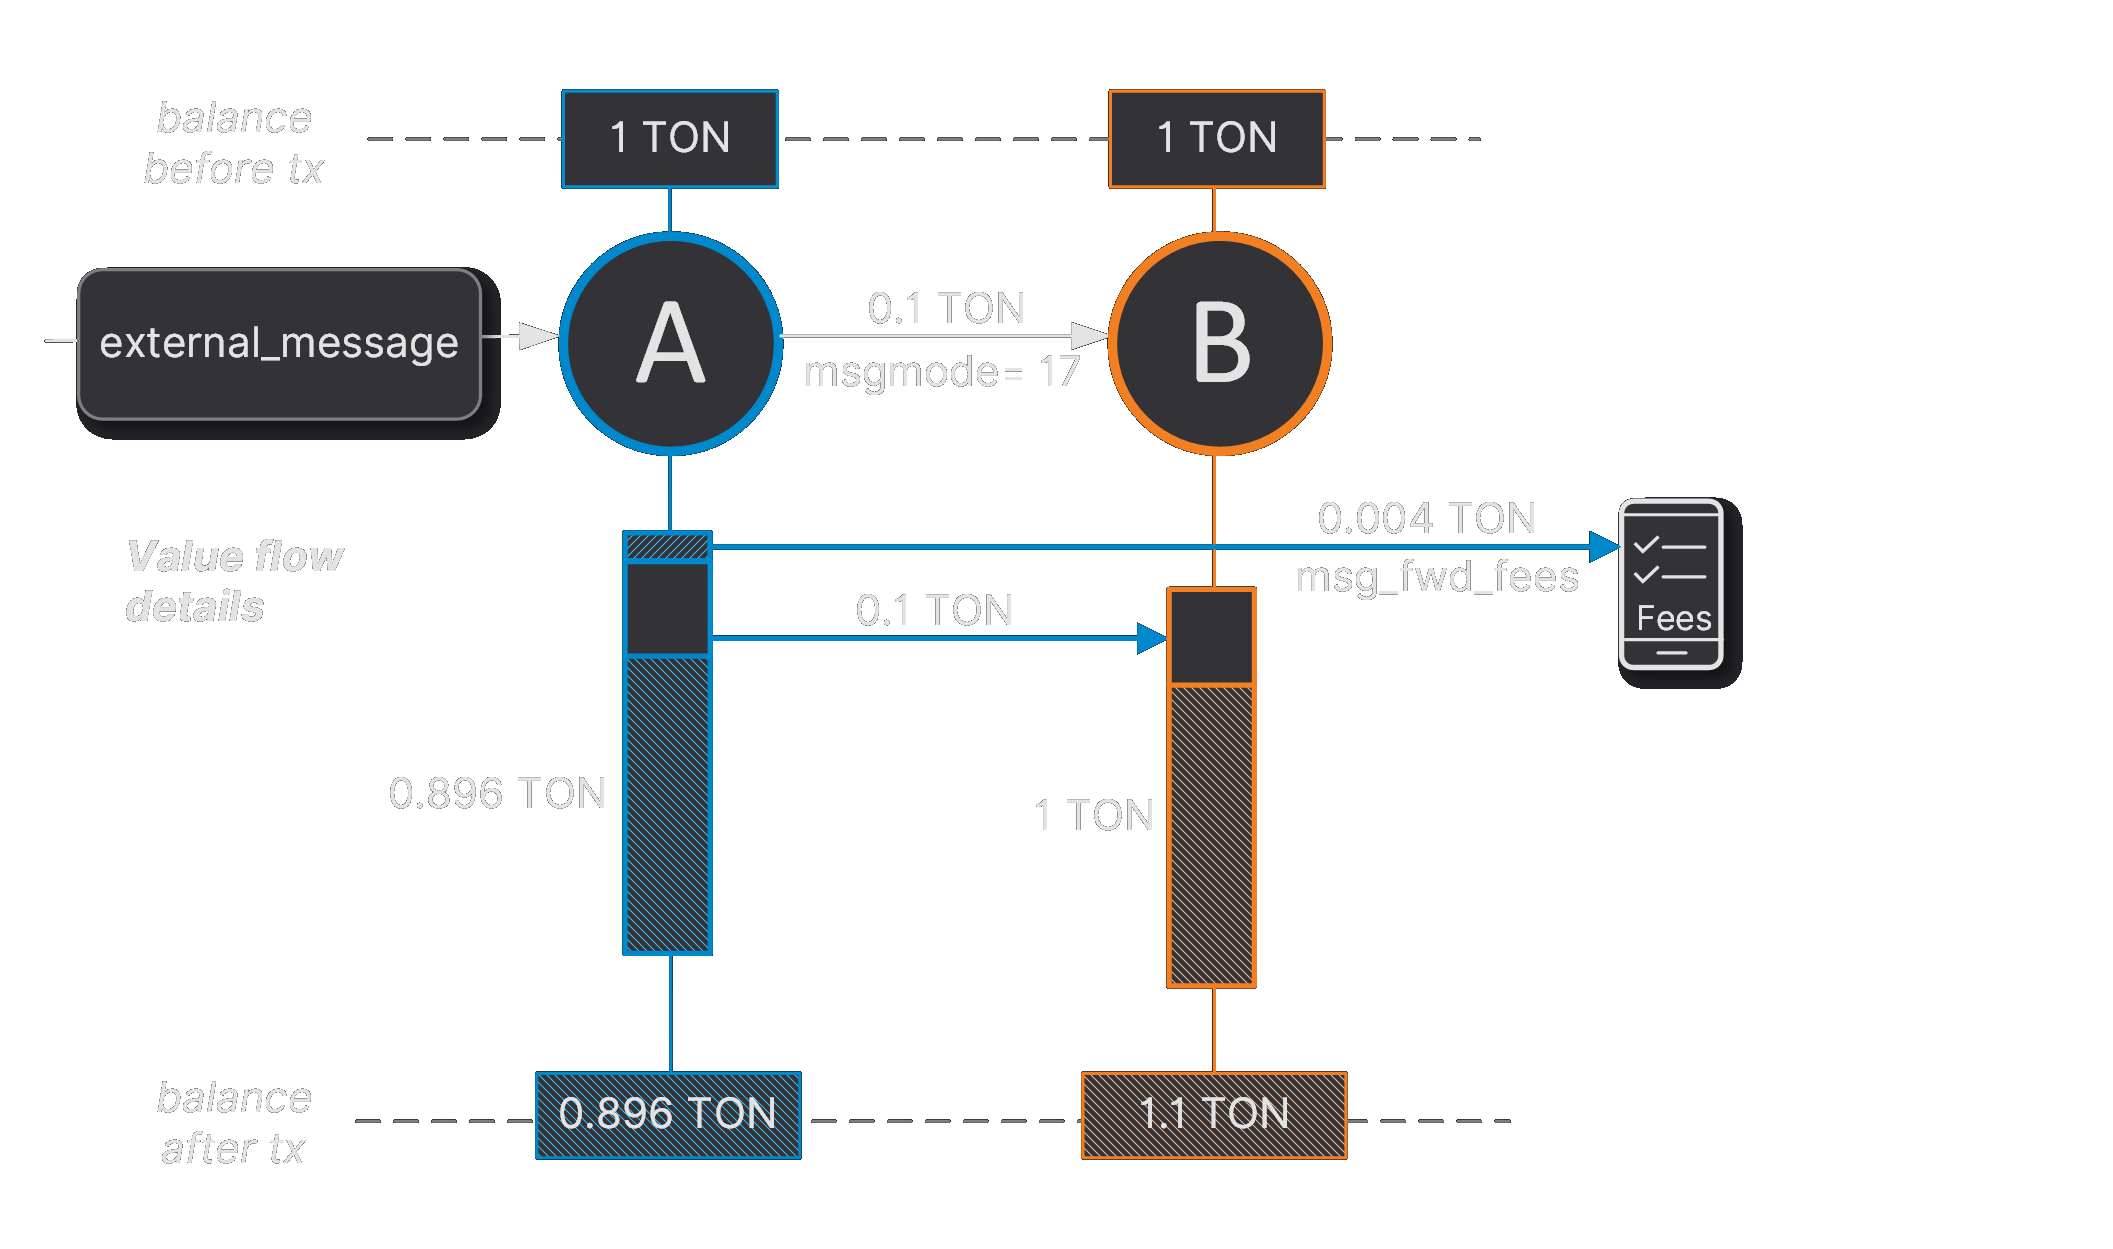 balance
before tx
1 TON
1 TON
external_message
A
0.1 TON
msgmode= 17
B
Value flow
details
0.004 TON
msg_fwd_fees
Fees
0.1 TON
0.896 TON
1 TON
balance
after tx
0.896 TON
1.1 TON